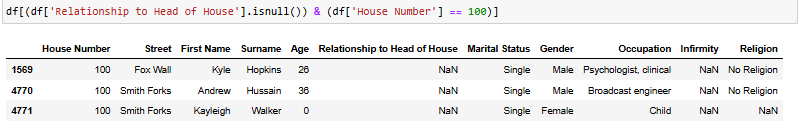 df[(df['Relationship to Head of House'].isnull()) & (df['House Number'] == 100)]
House Number Street First Name Surname Age Relationship to Head of House Marital Status Gender Occupation Infirmity Religion
1569 100 Fox Wall Kyle Hopkins 26 NaN Single Male Psychologist, clinical NaN No Religion
4770 100 Smith Forks Andrew Hussain 36 NaN Single Male Broadcast engineer NaN No Religion
4771 100 Smith Forks Kayleigh Walker 0 NaN Single Female Child NaN NaN